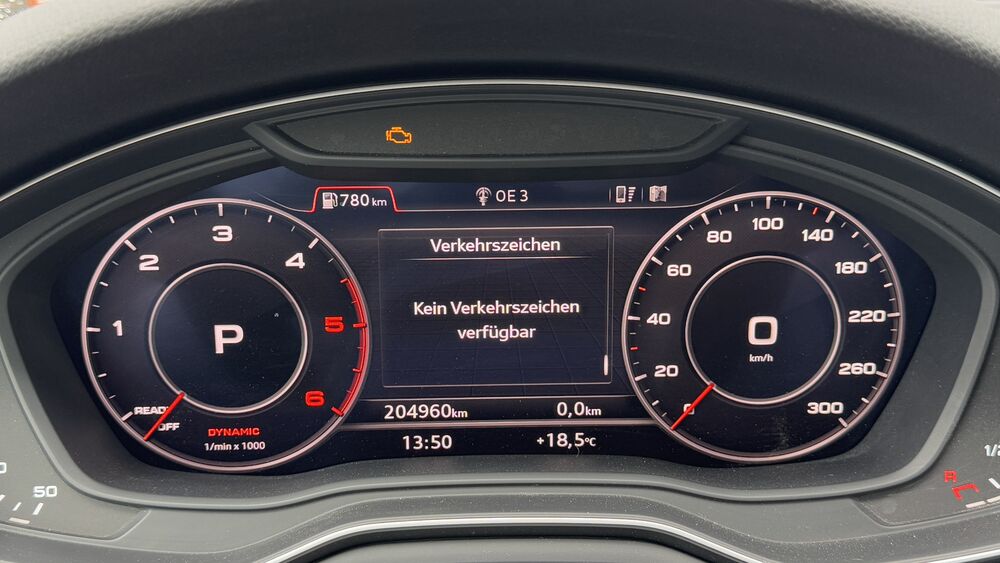 780 km
OE 3
Verkehrszeichen
Kein Verkehrszeichen
verfügbar
204960km
0,0km
13:50
+18,5°C
1
2
3
4
5
6
READY
OFF
P
DYNAMIC
1/min x 1000
0
20
40
60
80
100
140
180
220
260
300
0
km/h
50
1/2
R